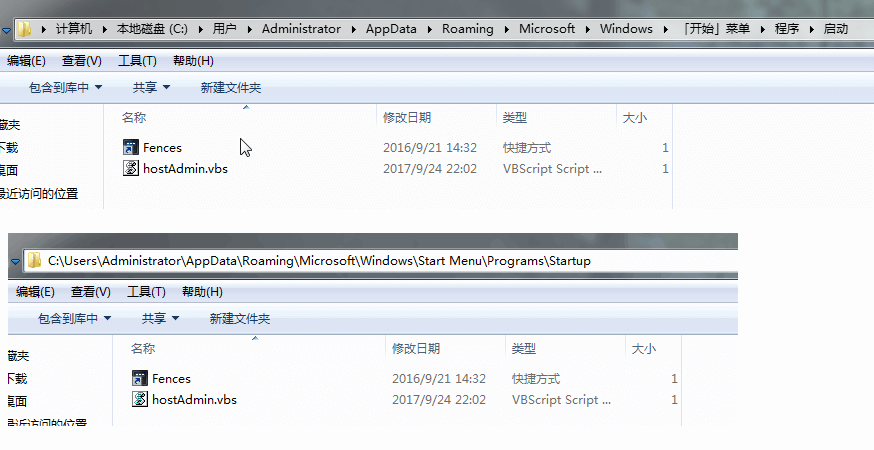 计算机 本地磁盘 (C:) 用户 Administrator AppData Roaming Microsoft Windows 「开始」菜单 程序 启动
编辑(E) 查看(V) 工具(T) 帮助(H)
包含到库中 共享 新建文件夹
名称 修改日期 类型 大小
藏夹
下载
桌面
最近访问的位置
Fences 2016/9/21 14:32 快捷方式 1
hostAdmin.vbs 2017/9/24 22:02 VBScript Script ... 1
C:\Users\Administrator\AppData\Roaming\Microsoft\Windows\Start Menu\Programs\Startup
编辑(E) 查看(V) 工具(T) 帮助(H)
包含到库中 共享 新建文件夹
名称 修改日期 类型 大小
藏夹
下载
桌面
最近访问的位置
Fences 2016/9/21 14:32 快捷方式 1
hostAdmin.vbs 2017/9/24 22:02 VBScript Script ... 1